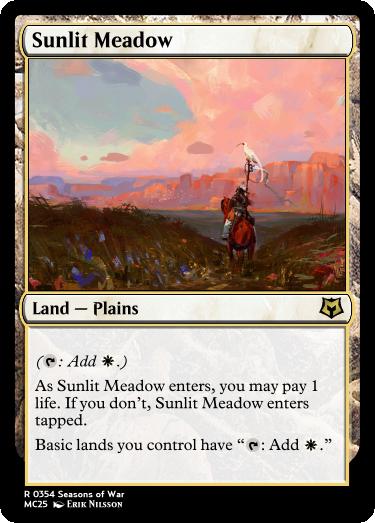 Sunlit Meadow
Land — Plains
(: Add .)
As Sunlit Meadow enters, you may pay 1
life. If you don't, Sunlit Meadow enters
tapped.
Basic lands you control have “: Add .”
R 0354 Seasons of War
MC25 Erik Nilsson